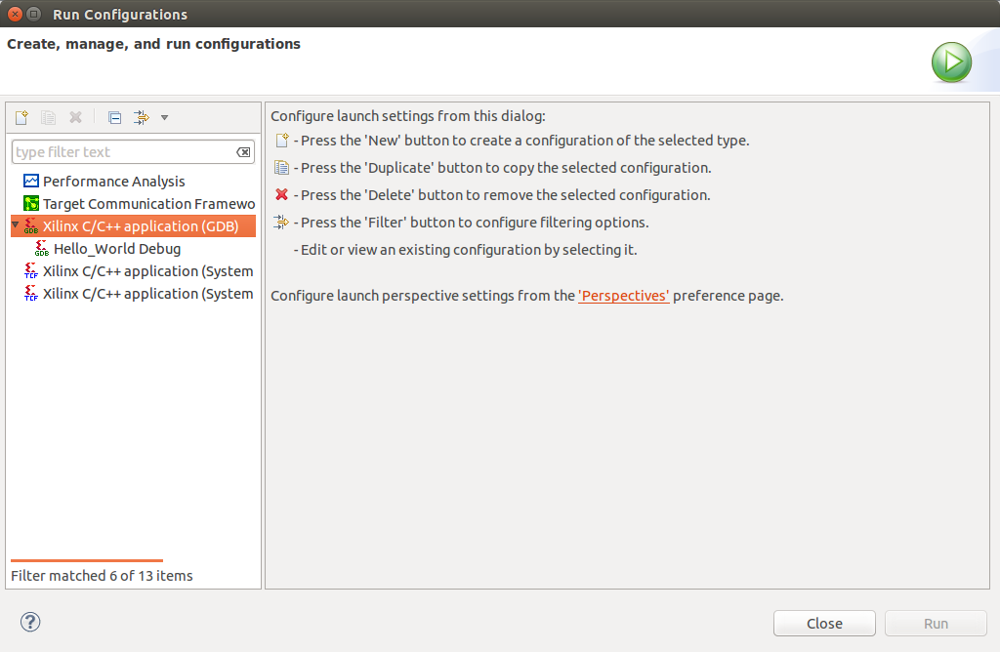 Run Configurations
Create, manage, and run configurations
type filter text
Performance Analysis
Target Communication Framewo
Xilinx C/C++ application (GDB)
Hello_World Debug
Xilinx C/C++ application (System
Xilinx C/C++ application (System
Filter matched 6 of 13 items
Configure launch settings from this dialog:
- Press the 'New' button to create a configuration of the selected type.
- Press the 'Duplicate' button to copy the selected configuration.
- Press the 'Delete' button to remove the selected configuration.
- Press the 'Filter' button to configure filtering options.
- Edit or view an existing configuration by selecting it.
Configure launch perspective settings from the 'Perspectives' preference page.
?
Close
Run